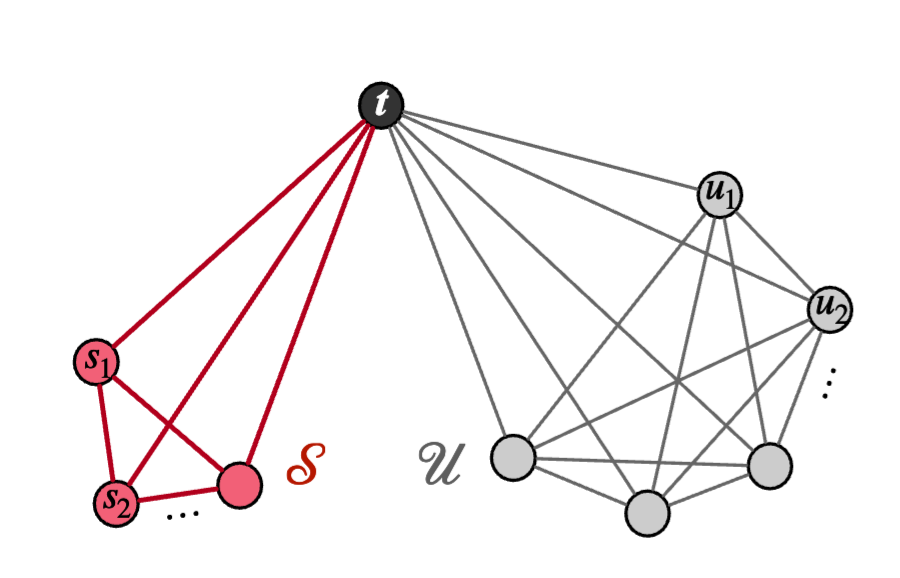 t
u1
u2
⋮
s1
𝒮
𝒰
s2
…